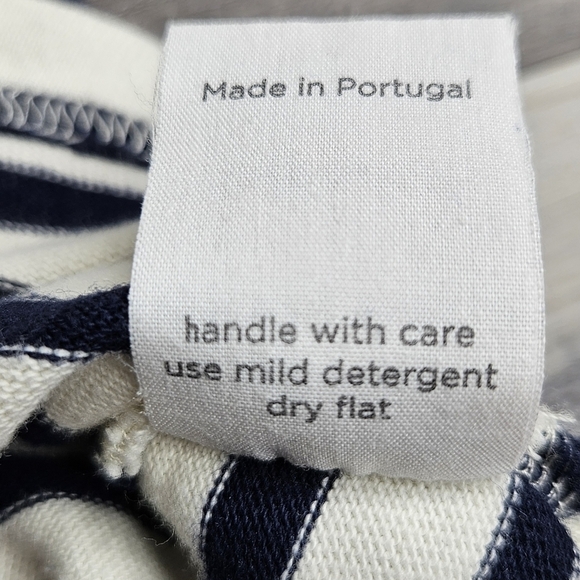 Made in Portugal
handle with care
use mild detergent
dry flat